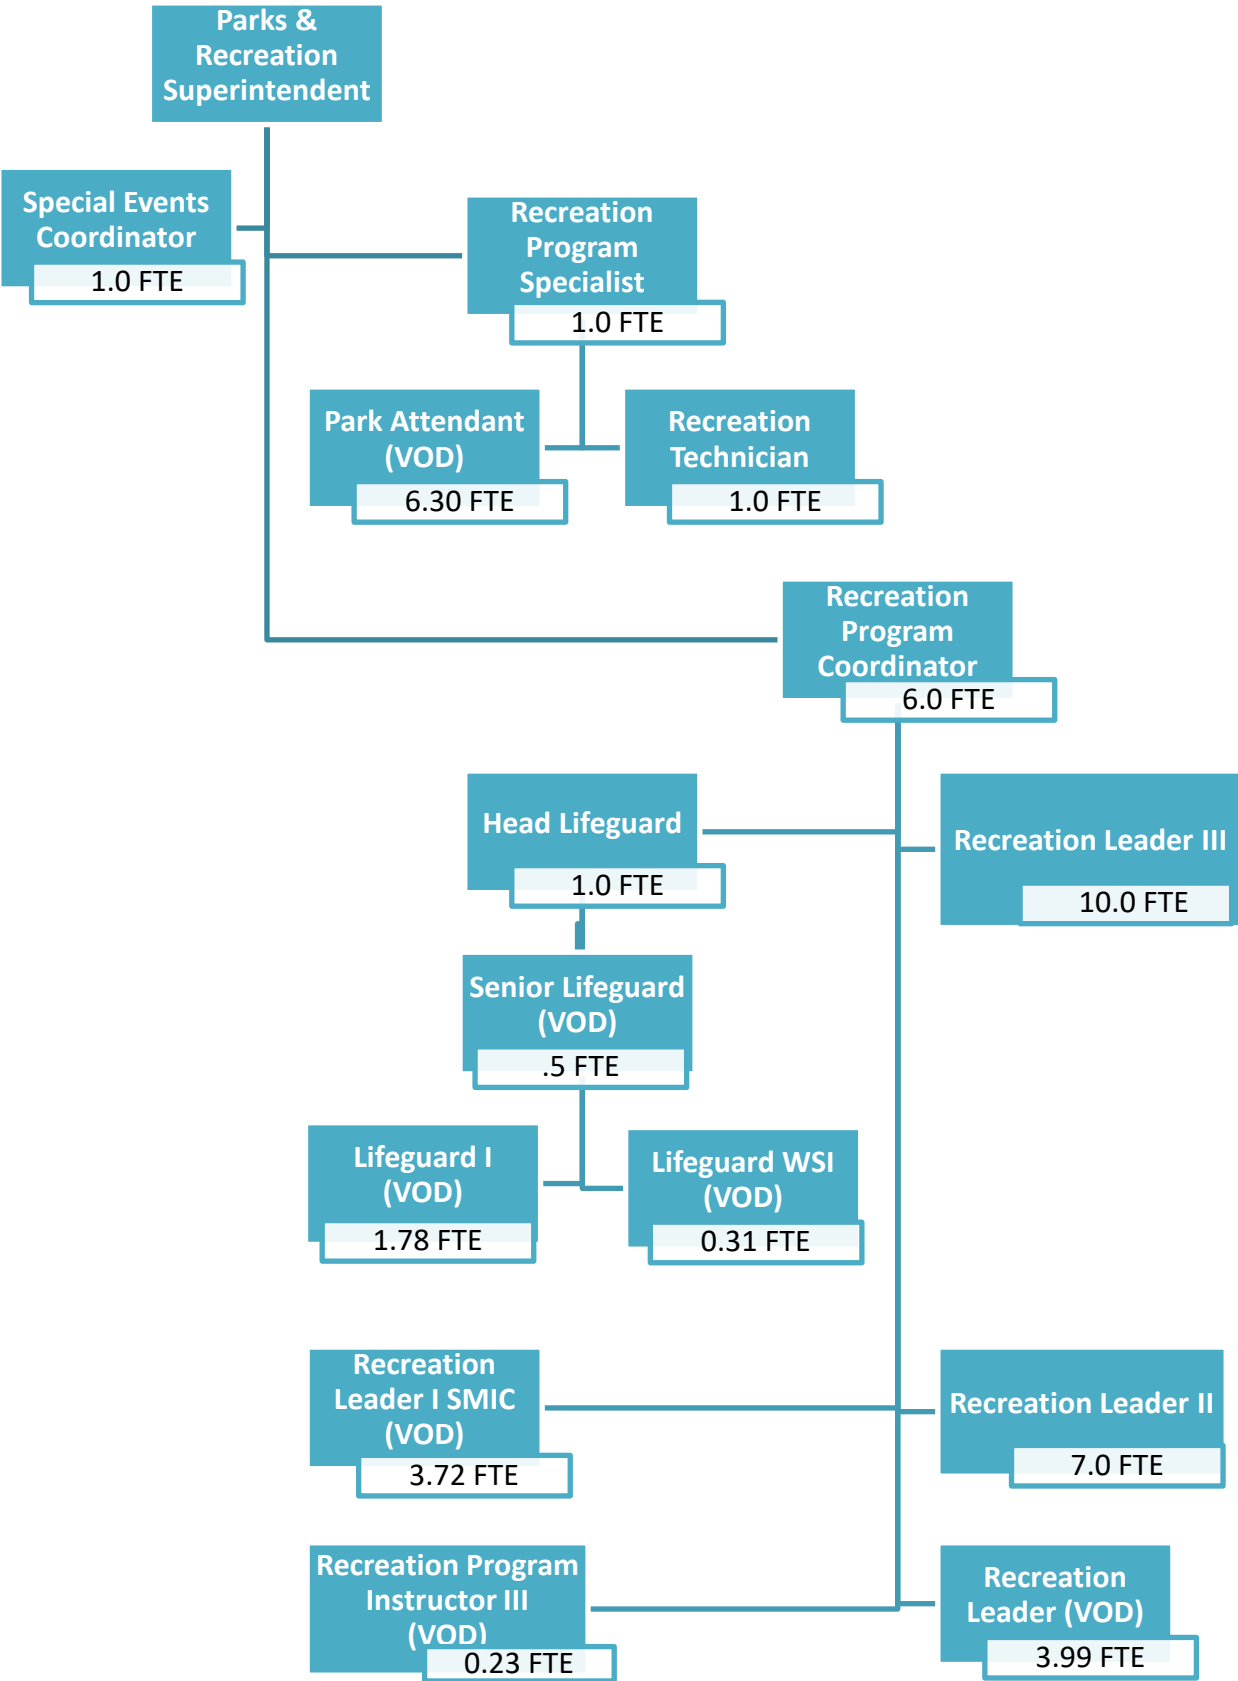 Parks &
Recreation
Superintendent
Special Events
Coordinator
1.0 FTE
Recreation
Program
Specialist
1.0 FTE
Park Attendant
(VOD)
6.30 FTE
Recreation
Technician
1.0 FTE
Recreation
Program
Coordinator
6.0 FTE
Head Lifeguard
1.0 FTE
Recreation Leader III
10.0 FTE
Senior Lifeguard
(VOD)
.5 FTE
Lifeguard I
(VOD)
1.78 FTE
Lifeguard WSI
(VOD)
0.31 FTE
Recreation
Leader I SMIC
(VOD)
3.72 FTE
Recreation Leader II
7.0 FTE
Recreation Program
Instructor III
(VOD)
0.23 FTE
Recreation
Leader (VOD)
3.99 FTE